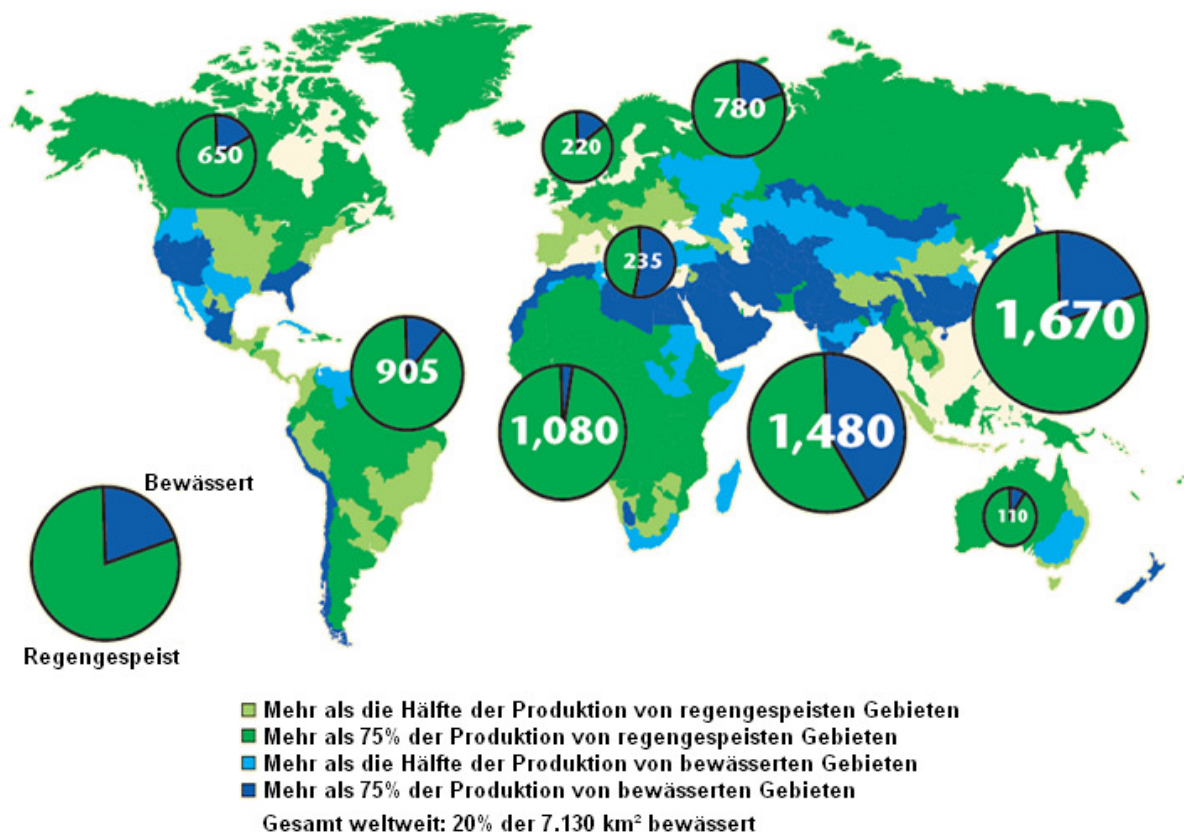 780
650
220
235
1,670
905
1,080
1,480
110
Bewässert
Regengespeist
Mehr als die Hälfte der Produktion von regengespeisten Gebieten
Mehr als 75% der Produktion von regengespeisten Gebieten
Mehr als die Hälfte der Produktion von bewässerten Gebieten
Mehr als 75% der Produktion von bewässerten Gebieten
Gesamt weltweit: 20% der 7.130 km² bewässert